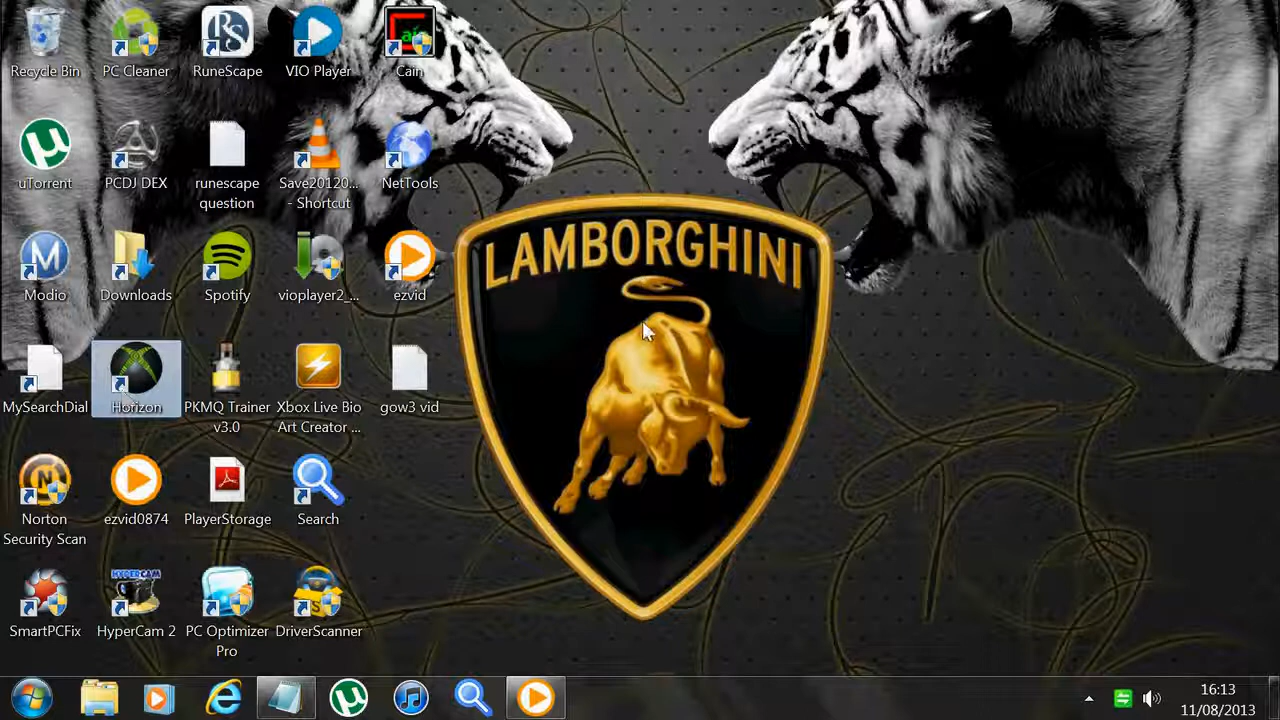 Recycle Bin
PC Cleaner
RuneScape
VIO Player
Cain
uTorrent
PCDJ DEX
runescape
question
Save20120...
- Shortcut
NetTools
Modio
Downloads
Spotify
vioplayer2_...
ezvid
MySearchDial
Horizon
PKMQ Trainer
v3.0
Xbox Live Bio
Art Creator ...
gow3 vid
Norton
Security Scan
ezvid0874
PlayerStorage
Search
SmartPCFix
HYPERCAM
HyperCam 2
PC Optimizer
Pro
DriverScanner
LAMBORGHINI
16:13
11/08/2013